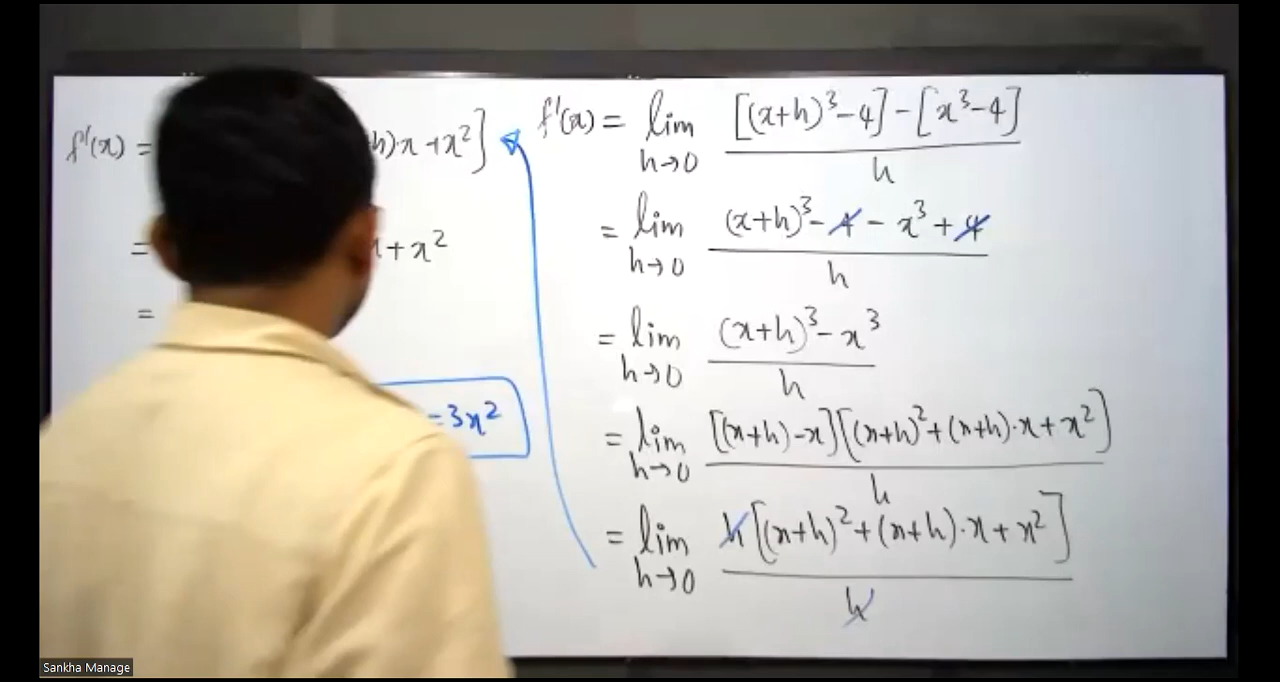 f'(x) = h)·x + x²]
= + x²
=
= 3x²
f'(x) = lim h→0 [(x+h)³-4] - [x³-4] / h
= lim h→0 (x+h)³ - 4 - x³ + 4 / h
= lim h→0 (x+h)³ - x³ / h
= lim h→0 [(x+h)-x][(x+h)²+(x+h)·x+x²] / h
= lim h→0 h[(x+h)²+(x+h)·x+x²] / h
Sankha Manage